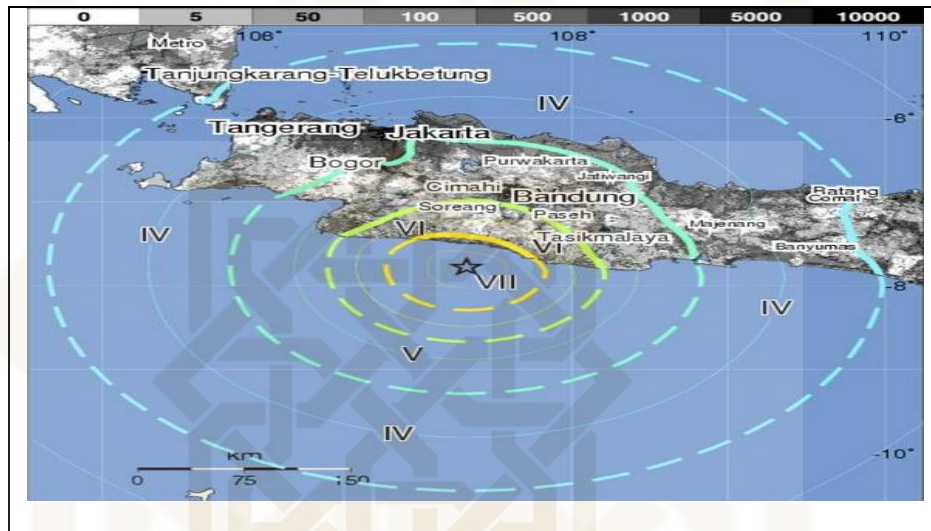 0 5 50 100 500 1000 5000 10000
106° 108° 110°
Metro
Tanjungkarang-Telukbetung
IV
-8°
Tangerang Jakarta
Bogor Purwakarta
Jatiwangi
Cimahi Bandung Ratang
Soreang Paseh Comal
VI Majenang
IV Tasikmalaya
VI Banyumas
VII
-8°
IV
V
IV
-10°
KM
0 75 150